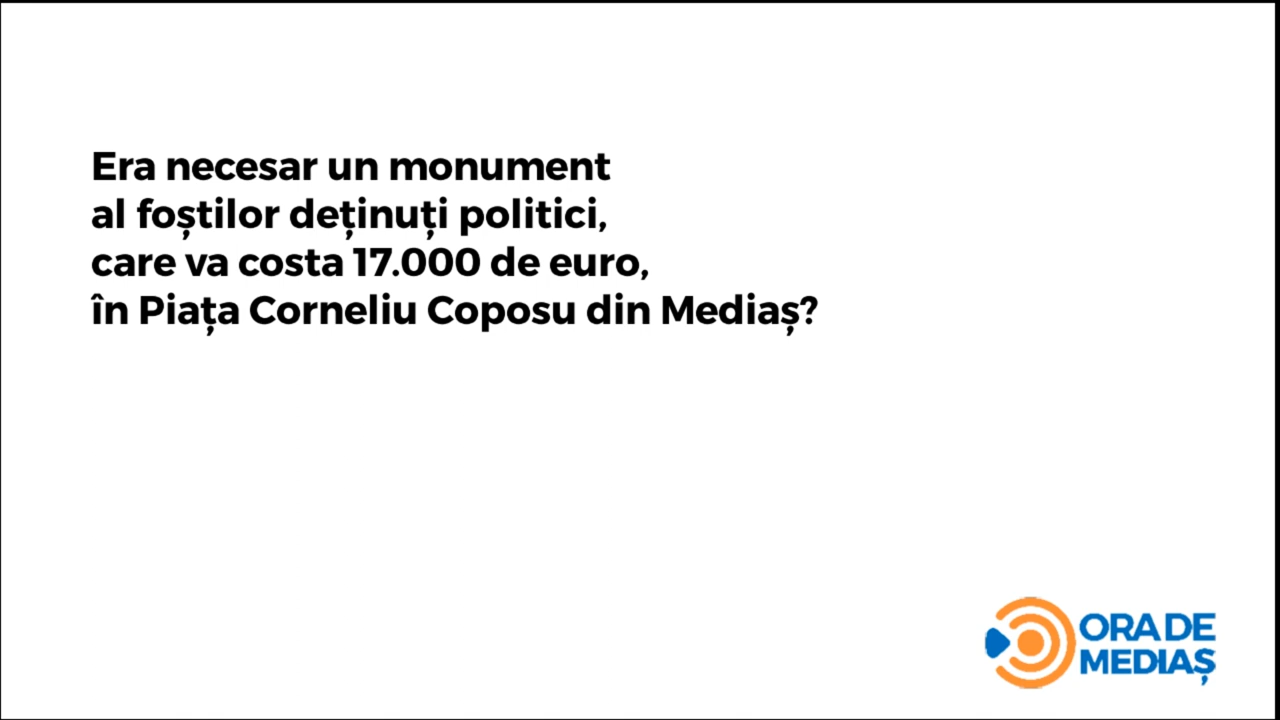 Era necesar un monument
al foștilor deținuți politici,
care va costa 17.000 de euro,
în Piața Corneliu Coposu din Mediaș?
ORA DE
MEDIAȘ